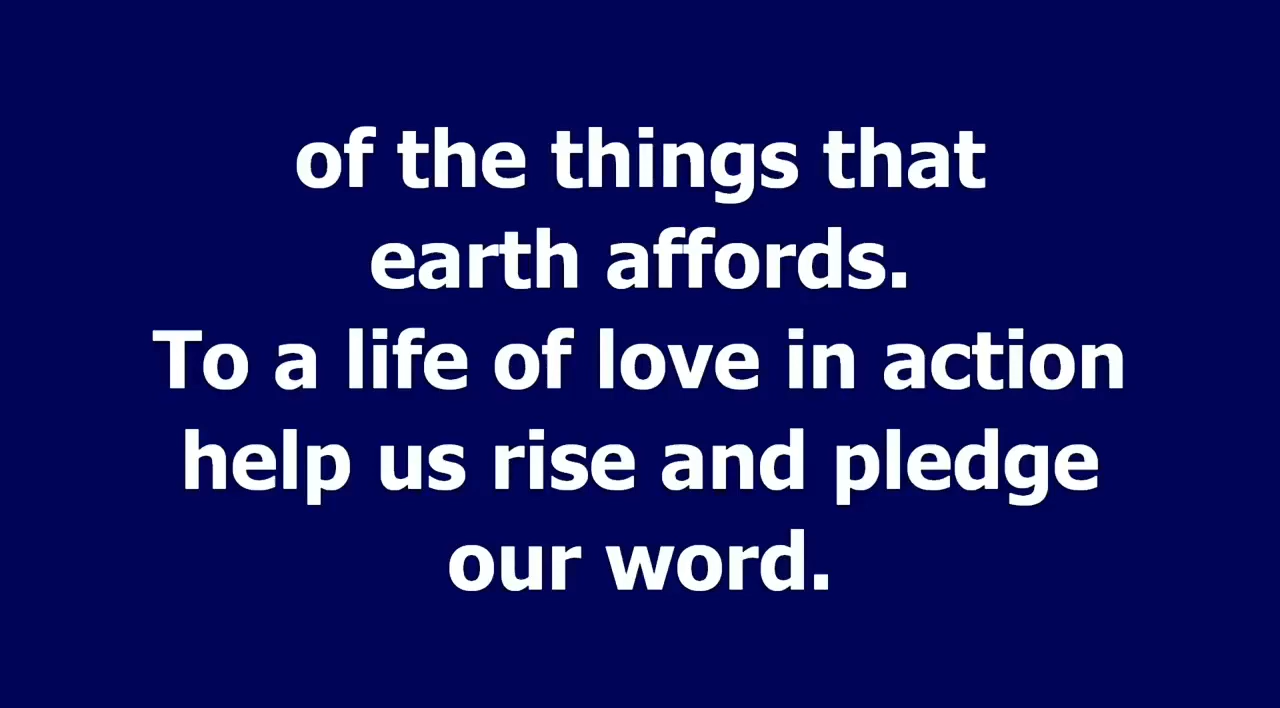 of the things that
earth affords.
To a life of love in action
help us rise and pledge
our word.